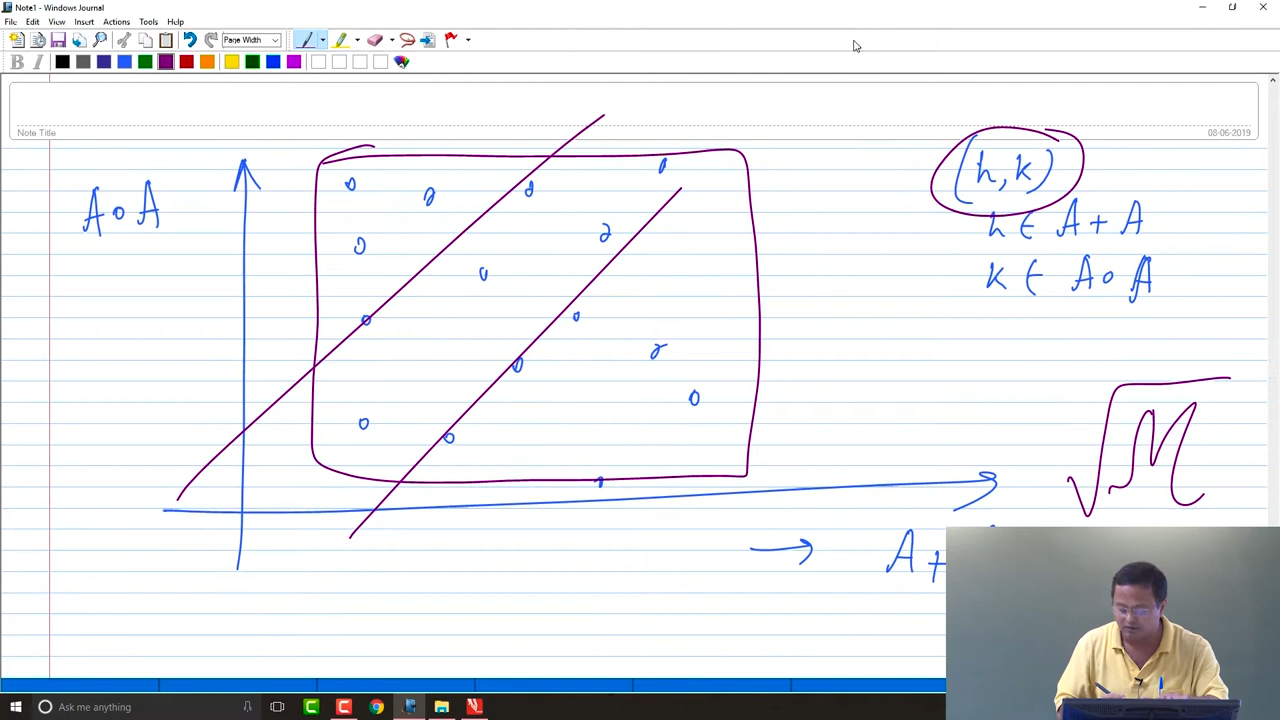 Note1 - Windows Journal
File Edit View Insert Actions Tools Help
Page Width
B I
Note Title
08-06-2019
(h, k)
A o A
h ∈ A + A
k ∈ A o A
√M
→ A +
Ask me anything